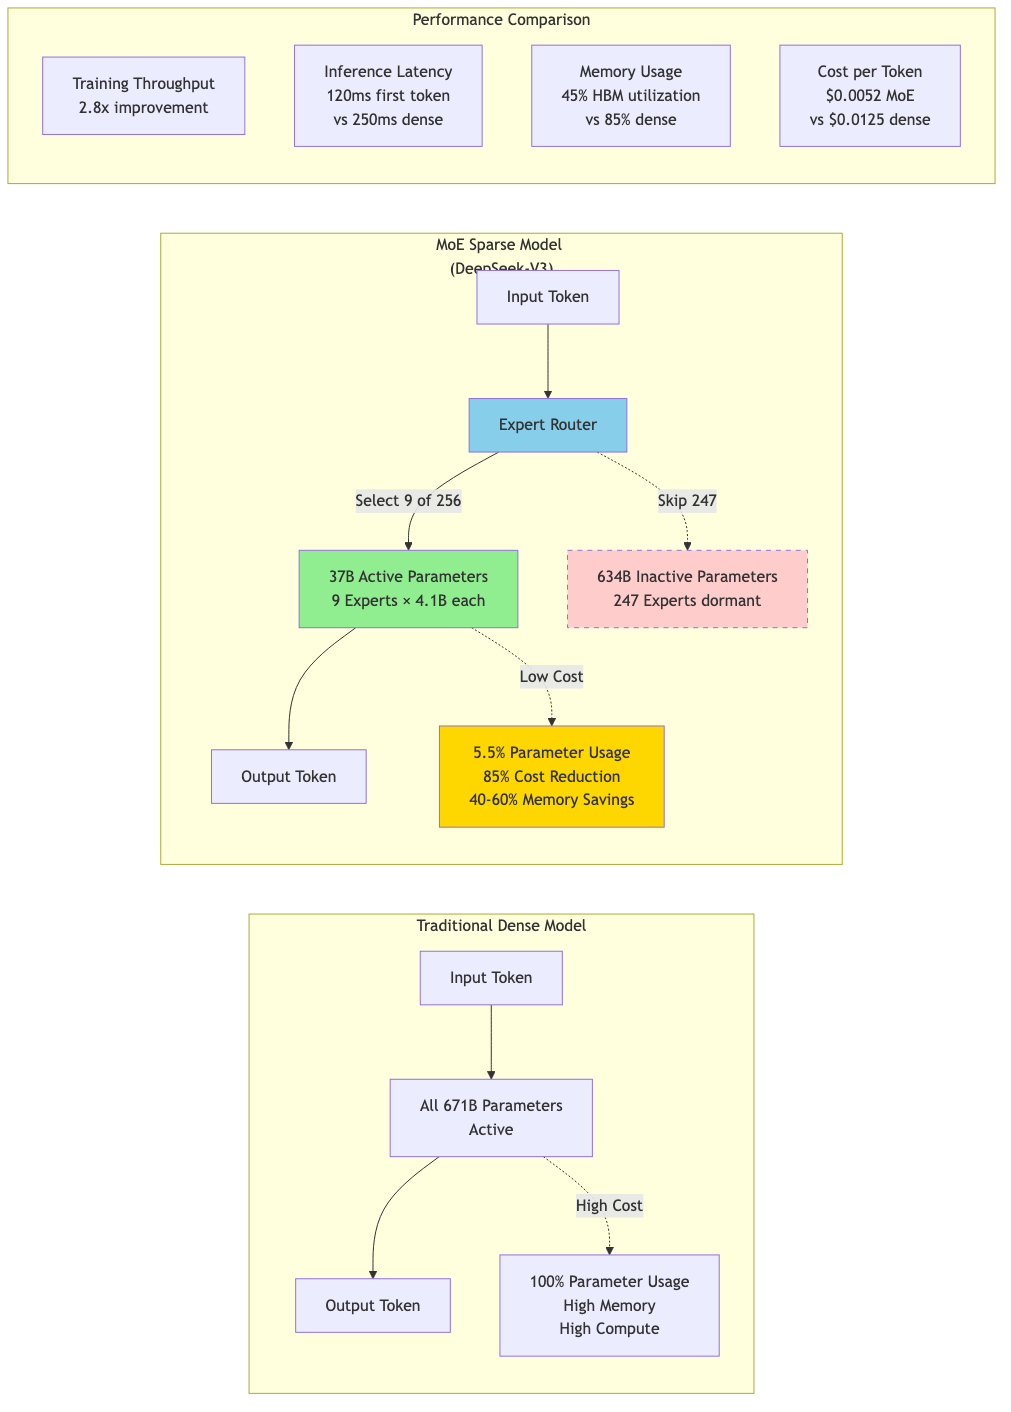 Performance Comparison
Training Throughput
2.8x improvement
Inference Latency
120ms first token
vs 250ms dense
Memory Usage
45% HBM utilization
vs 85% dense
Cost per Token
$0.0052 MoE
vs $0.0125 dense
MoE Sparse Model
(DeepSeek-V3)
Input Token
Expert Router
Select 9 of 256
Skip 247
37B Active Parameters
9 Experts × 4.1B each
634B Inactive Parameters
247 Experts dormant
Low Cost
Output Token
5.5% Parameter Usage
85% Cost Reduction
40-60% Memory Savings
Traditional Dense Model
Input Token
All 671B Parameters
Active
High Cost
Output Token
100% Parameter Usage
High Memory
High Compute